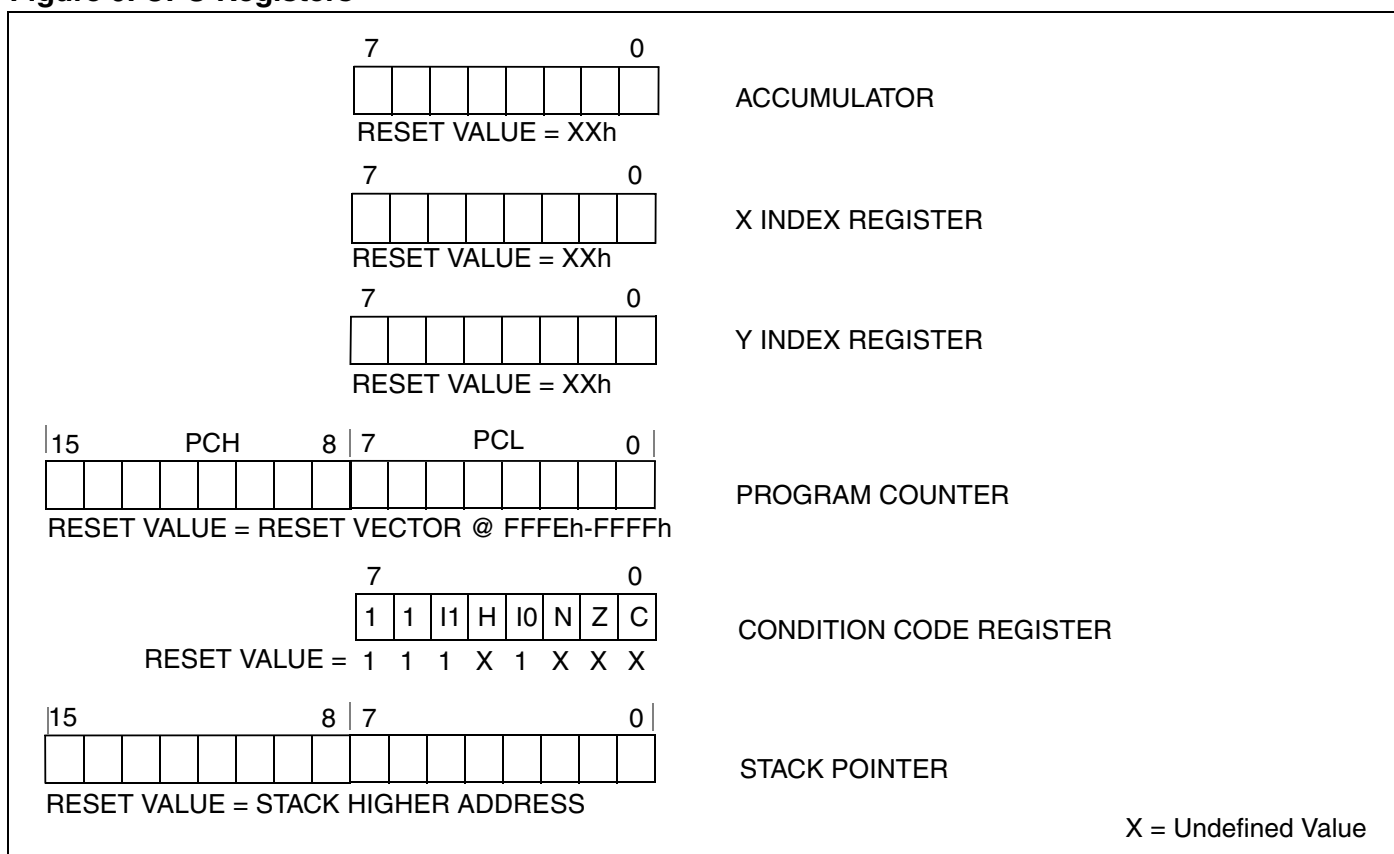 7 0
ACCUMULATOR
RESET VALUE = XXh
7 0
X INDEX REGISTER
RESET VALUE = XXh
7 0
Y INDEX REGISTER
RESET VALUE = XXh
15 PCH 8 7 PCL 0
PROGRAM COUNTER
RESET VALUE = RESET VECTOR @ FFFEh-FFFFh
7 0
1 1 I1 H I0 N Z C
CONDITION CODE REGISTER
RESET VALUE = 1 1 1 X 1 X X X
15 8 7 0
STACK POINTER
RESET VALUE = STACK HIGHER ADDRESS
X = Undefined Value